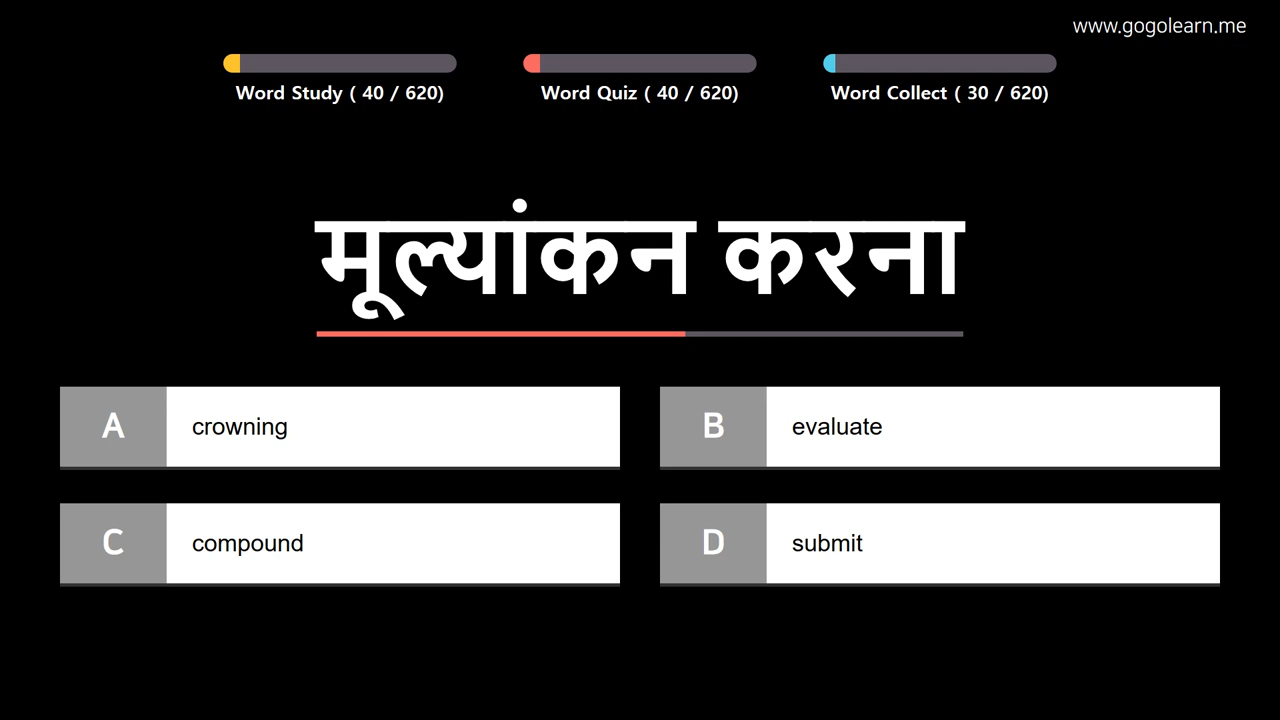 www.gogolearn.me
Word Study ( 40 / 620)
Word Quiz ( 40 / 620)
Word Collect ( 30 / 620)
मूल्यांकन करना
A crowning
B evaluate
C compound
D submit